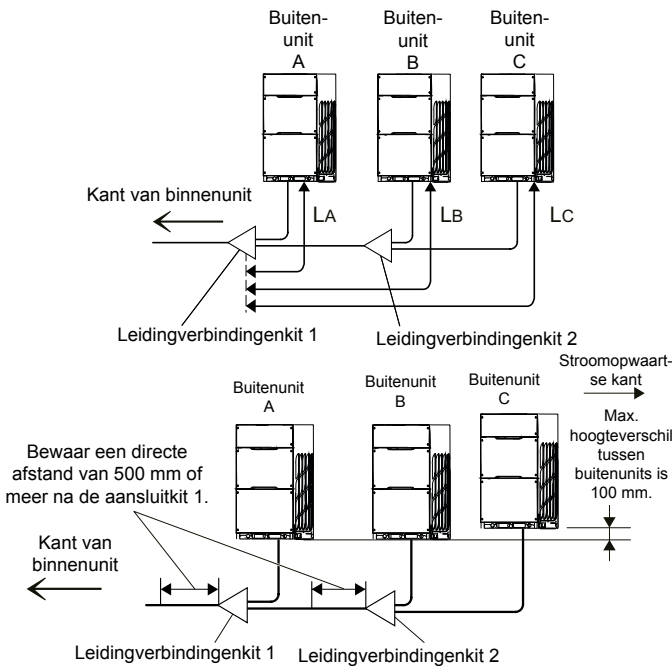 Buiten-
unit
A
Buiten-
unit
B
Buiten-
unit
C
Kant van binnenunit
LA
LB
LC
Leidingverbindingenkit 1
Leidingverbindingenkit 2
Stroomopwaart-
se kant
Buitenunit
A
Buitenunit
B
Buitenunit
C
Max.
hoogteverschil
tussen
buitenunits is
100 mm.
Bewaar een directe
afstand van 500 mm of
meer na de aansluitkit 1.
Kant van
binnenunit
Leidingverbindingenkit 1
Leidingverbindingenkit 2